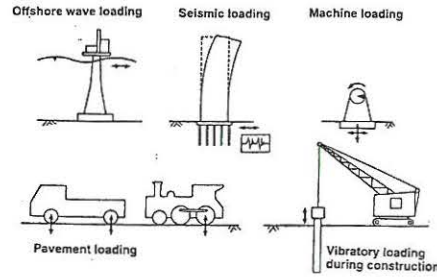 Offshore wave loading
Seismic loading
Machine loading
Pavement loading
Vibratory loading
during construction